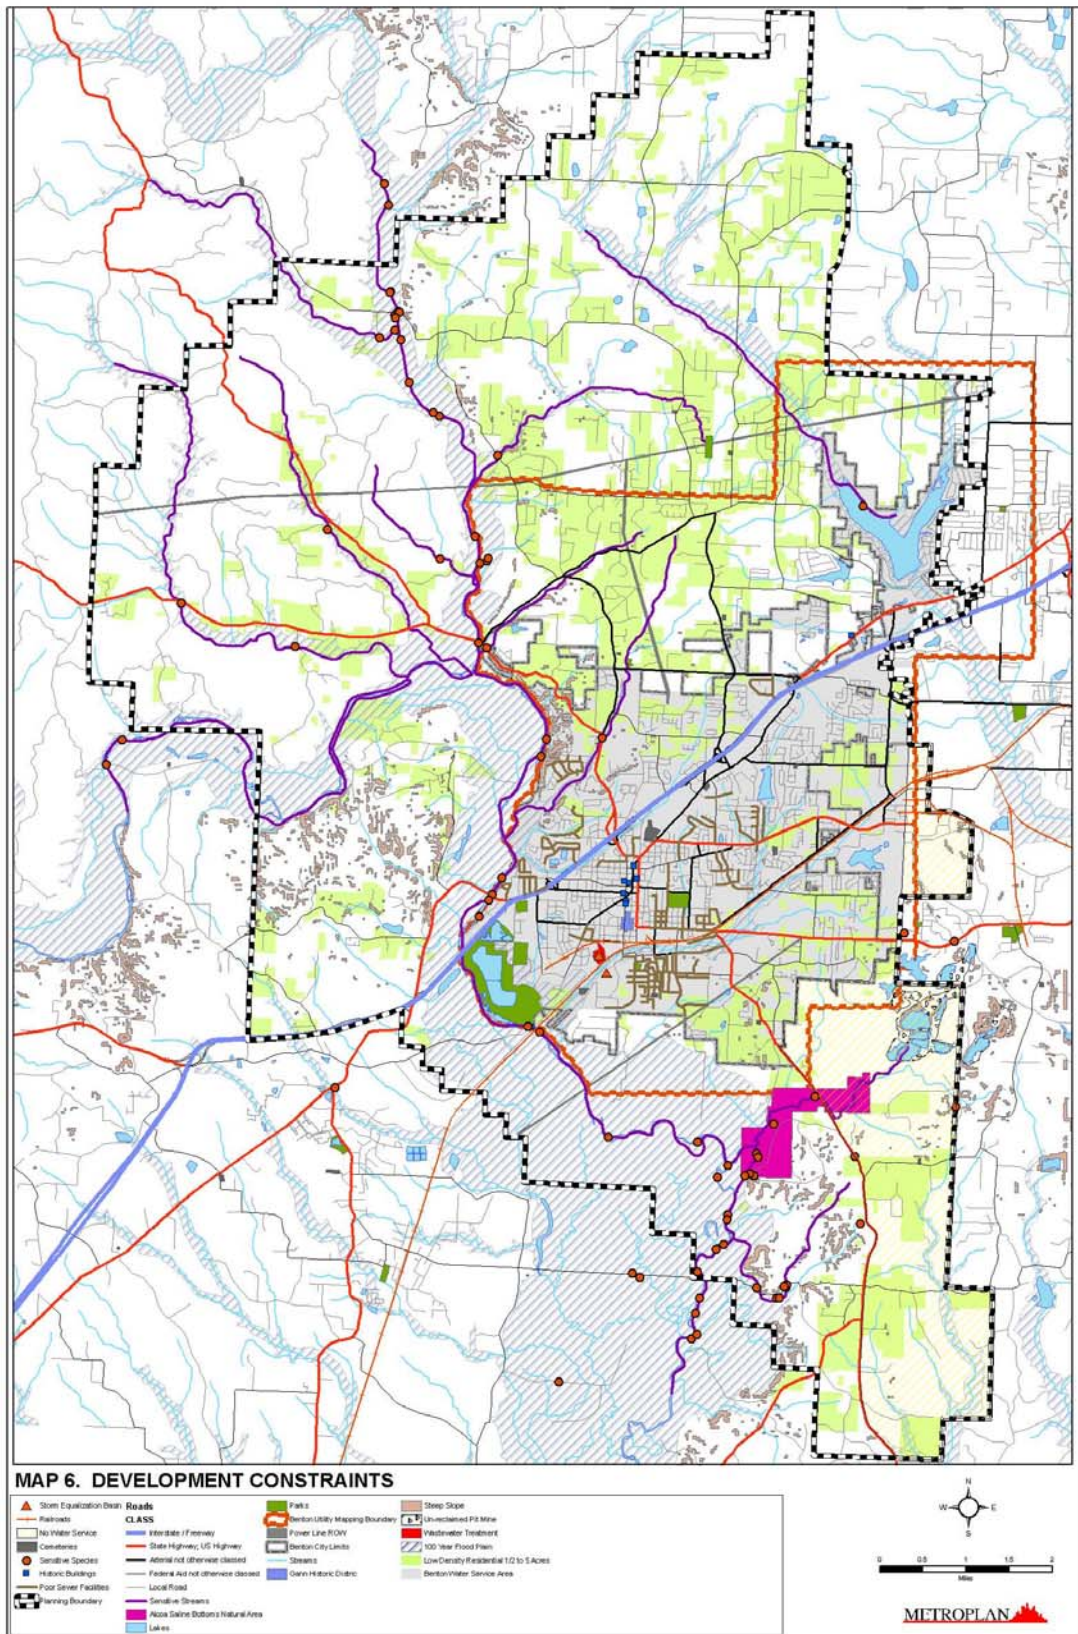 MAP 6. DEVELOPMENT CONSTRAINTS
Storm Equalization Basin
Railroads
No Water Service
Cemeteries
Sensitive Species
Historic Buildings
Poor Sewer Facilities
Planning Boundary
Roads
CLASS
Interstate / Freeway
State Highway, US Highway
Arterial not otherwise classed
Federal Aid not otherwise classed
Local Road
Sensitive Streams
Alcoa Saline Bottoms Natural Area
Lakes
Parks
Benton Utility Mapping Boundary
Power Line ROW
Benton City Limits
Streams
Gann Historic District
Steep Slope
Un-reclaimed Pit Mine
Wastewater Treatment
100 Year Flood Plain
Low Density Residential 1/2 to 5 Acres
Benton Water Service Area
N
W E
S
0 0.5 1 1.5 2
Miles
METROPLAN